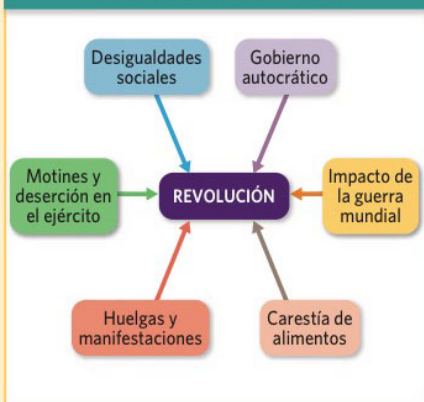 Desigualdades
sociales
Gobierno
autocrático
Motines y
deserción en
el ejército
REVOLUCIÓN
Impacto de
la guerra
mundial
Huelgas y
manifestaciones
Carestía de
alimentos